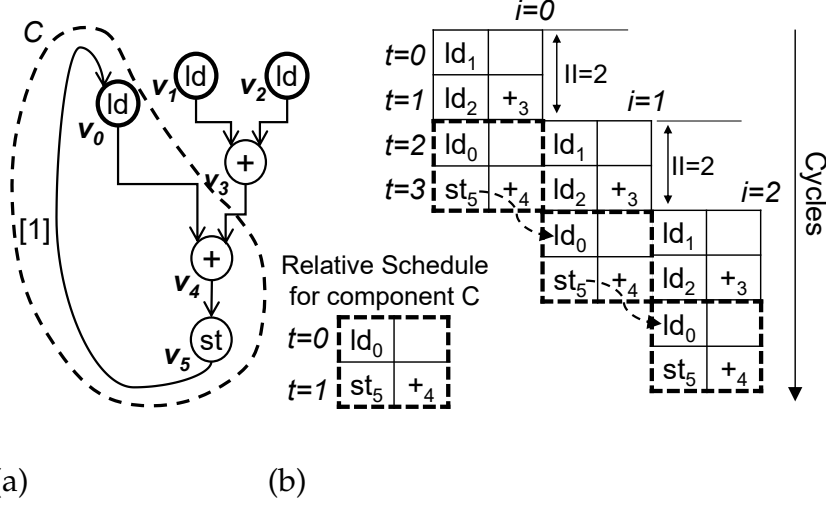 C
ld
v₀
v₁
ld
v₂
ld
+
v₃
[1]
+
v₄
st
v₅
Relative Schedule
for component C
t=0 ld₀
t=1 st₅ +₄
i=0
t=0 ld₁
II=2
t=1 ld₂ +₃
i=1
t=2 ld₀ ld₁
II=2
t=3 st₅ +₄ ld₂ +₃
i=2
ld₀ ld₁
st₅ +₄ ld₂ +₃
ld₀
st₅ +₄
Cycles
(a)
(b)